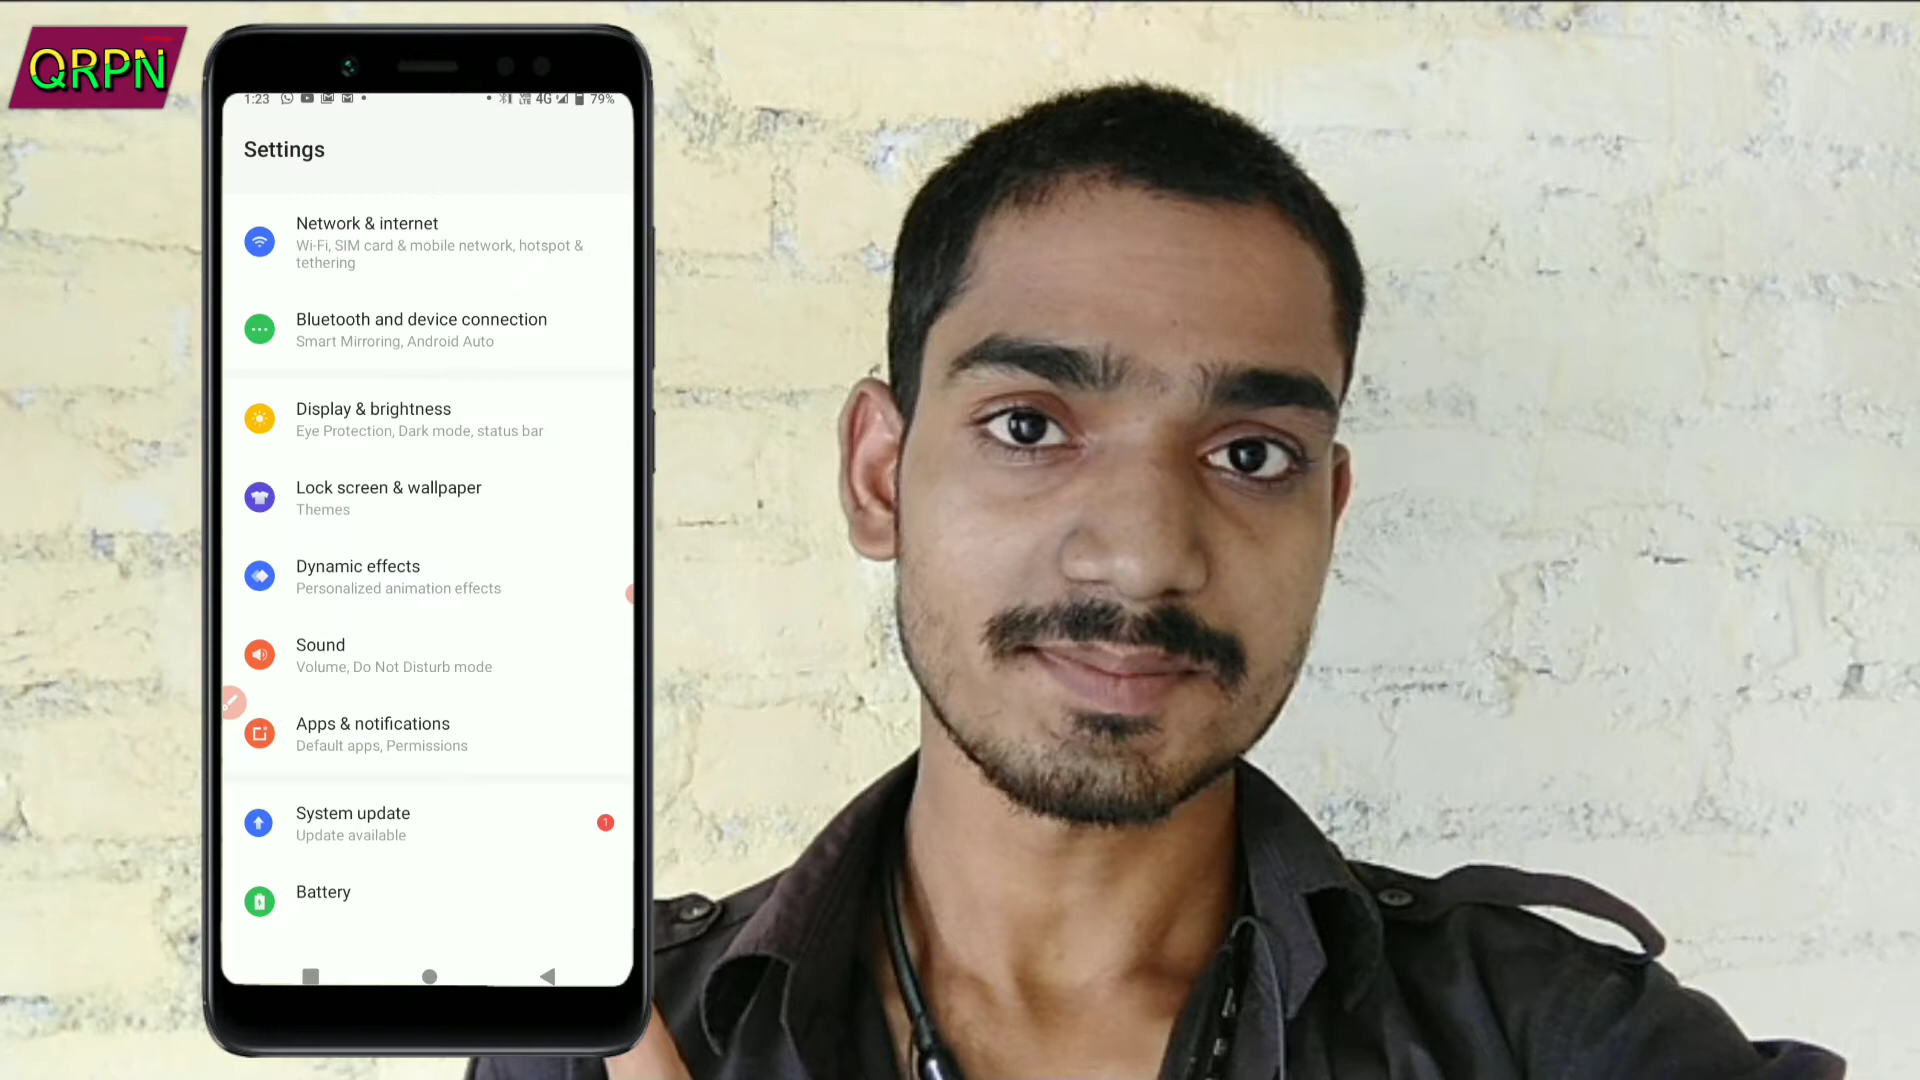 QRPN
1:23 4G 79%
Settings
Network & internet
Wi-Fi, SIM card & mobile network, hotspot &
tethering
Bluetooth and device connection
Smart Mirroring, Android Auto
Display & brightness
Eye Protection, Dark mode, status bar
Lock screen & wallpaper
Themes
Dynamic effects
Personalized animation effects
Sound
Volume, Do Not Disturb mode
Apps & notifications
Default apps, Permissions
System update
1
Update available
Battery